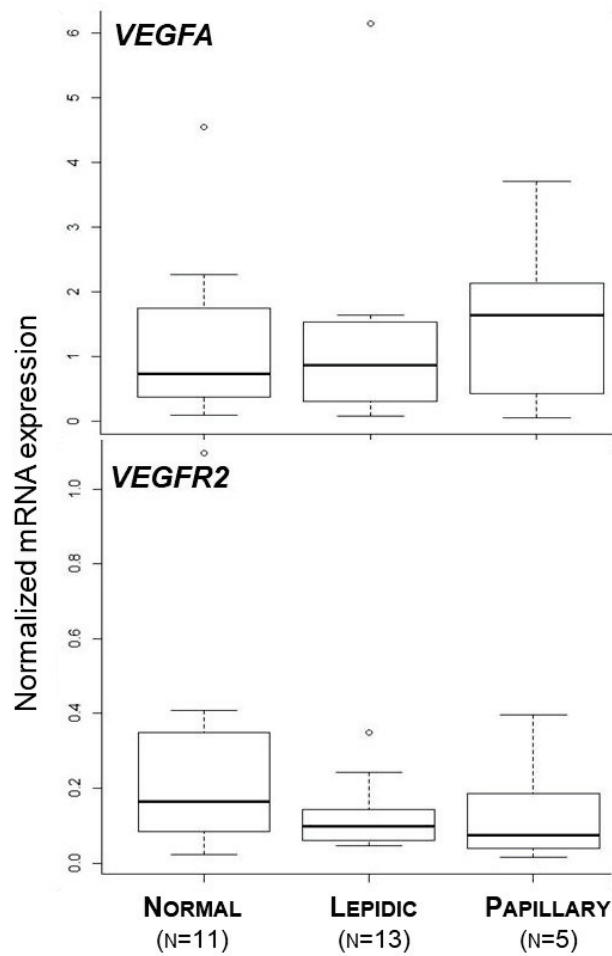 VEGFA
6
5
4
3
2
1
0
Normalized mRNA expression
VEGFR2
1.0
0.8
0.6
0.4
0.2
0.0
NORMAL LEPIDIC PAPILLARY
(N=11) (N=13) (N=5)